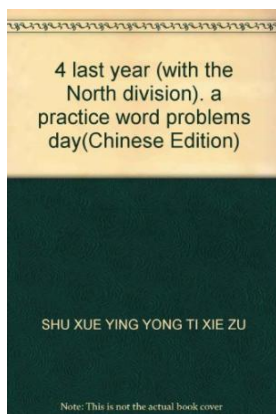 4 last year (with the
North division). a
practice word problems
day(Chinese Edition)
SHU XUE YING YONG TI XIE ZU
Note: This is not the actual book cover